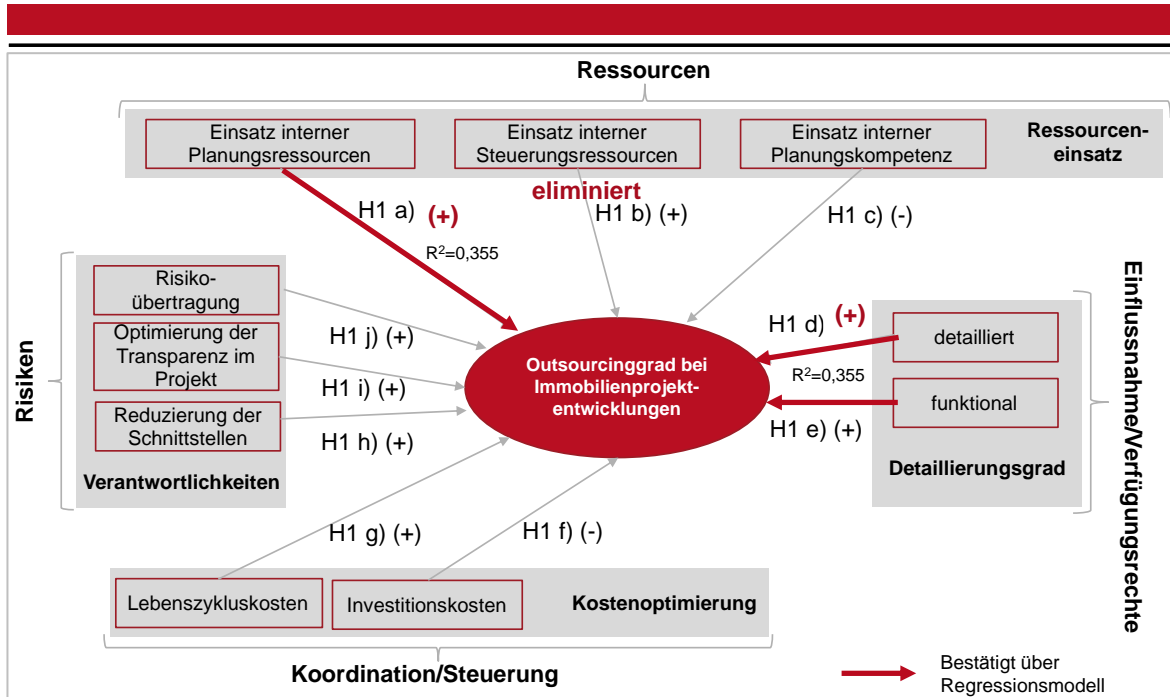 Ressourcen
Einsatz interner
Planungsressourcen
Einsatz interner
Steuerungsressourcen
Einsatz interner
Planungskompetenz
Ressourcen-
einsatz
eliminiert
H1 a) (+)
R²=0,355
H1 b) (+)
H1 c) (-)
Risiken
Risiko-
übertragung
Optimierung der
Transparenz im
Projekt
Reduzierung der
Schnittstellen
Verantwortlichkeiten
H1 j) (+)
H1 i) (+)
H1 h) (+)
Outsourcinggrad bei
Immobilienprojekt-
entwicklungen
H1 d) (+)
R²=0,355
H1 e) (+)
detailliert
funktional
Detaillierungsgrad
Einflussnahme/Verfügungsrechte
H1 g) (+)
H1 f) (-)
Lebenszykluskosten
Investitionskosten
Kostenoptimierung
Koordination/Steuerung
Bestätigt über
Regressionsmodell